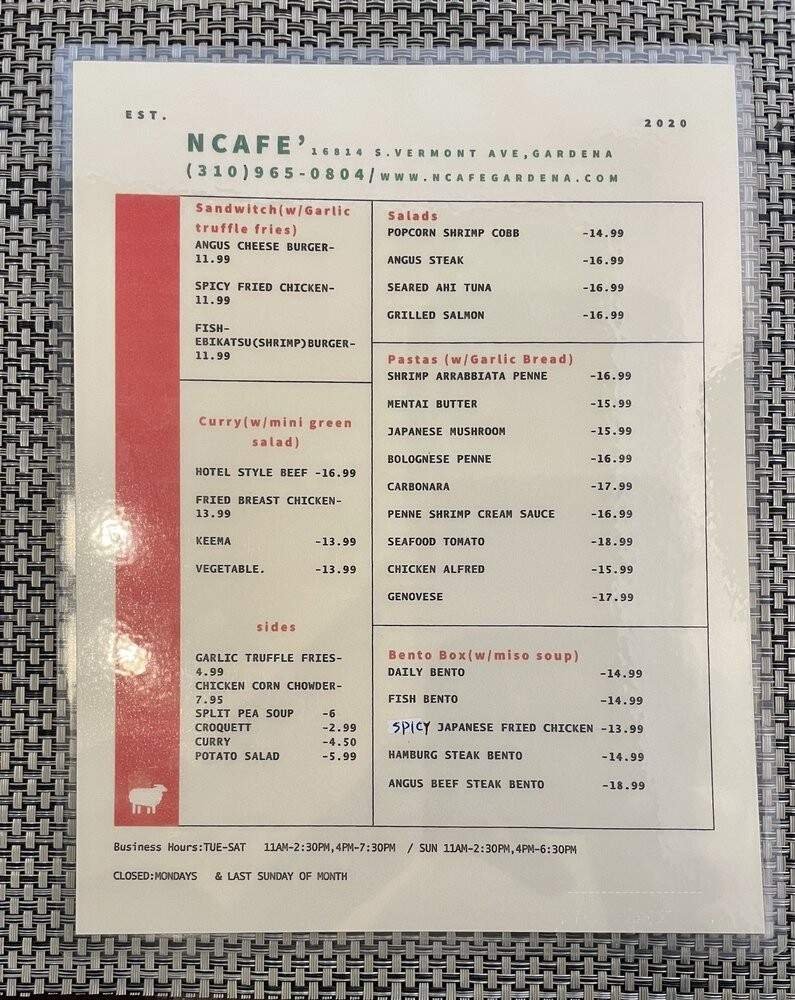 EST.
2020
NCAFE' 16814 S.VERMONT AVE,GARDENA
(310)965-0804/WWW.NCAFEGARDENA.COM
Sandwitch(w/Garlic
truffle fries)
ANGUS CHEESE BURGER-
11.99
SPICY FRIED CHICKEN-
11.99
FISH-
EBIKATSU(SHRIMP)BURGER-
11.99
Curry(w/mini green
salad)
HOTEL STYLE BEEF -16.99
FRIED BREAST CHICKEN-
13.99
KEEMA -13.99
VEGETABLE. -13.99
sides
GARLIC TRUFFLE FRIES-
4.99
CHICKEN CORN CHOWDER-
7.95
SPLIT PEA SOUP -6
CROQUETT -2.99
CURRY -4.50
POTATO SALAD -5.99
Salads
POPCORN SHRIMP COBB -14.99
ANGUS STEAK -16.99
SEARED AHI TUNA -16.99
GRILLED SALMON -16.99
Pastas (w/Garlic Bread)
SHRIMP ARRABBIATA PENNE -16.99
MENTAI BUTTER -15.99
JAPANESE MUSHROOM -15.99
BOLOGNESE PENNE -16.99
CARBONARA -17.99
PENNE SHRIMP CREAM SAUCE -16.99
SEAFOOD TOMATO -18.99
CHICKEN ALFRED -15.99
GENOVESE -17.99
Bento Box(w/miso soup)
DAILY BENTO -14.99
FISH BENTO -14.99
SPICY JAPANESE FRIED CHICKEN -13.99
HAMBURG STEAK BENTO -14.99
ANGUS BEEF STEAK BENTO -18.99
Business Hours:TUE-SAT 11AM-2:30PM,4PM-7:30PM / SUN 11AM-2:30PM,4PM-6:30PM
CLOSED:MONDAYS & LAST SUNDAY OF MONTH